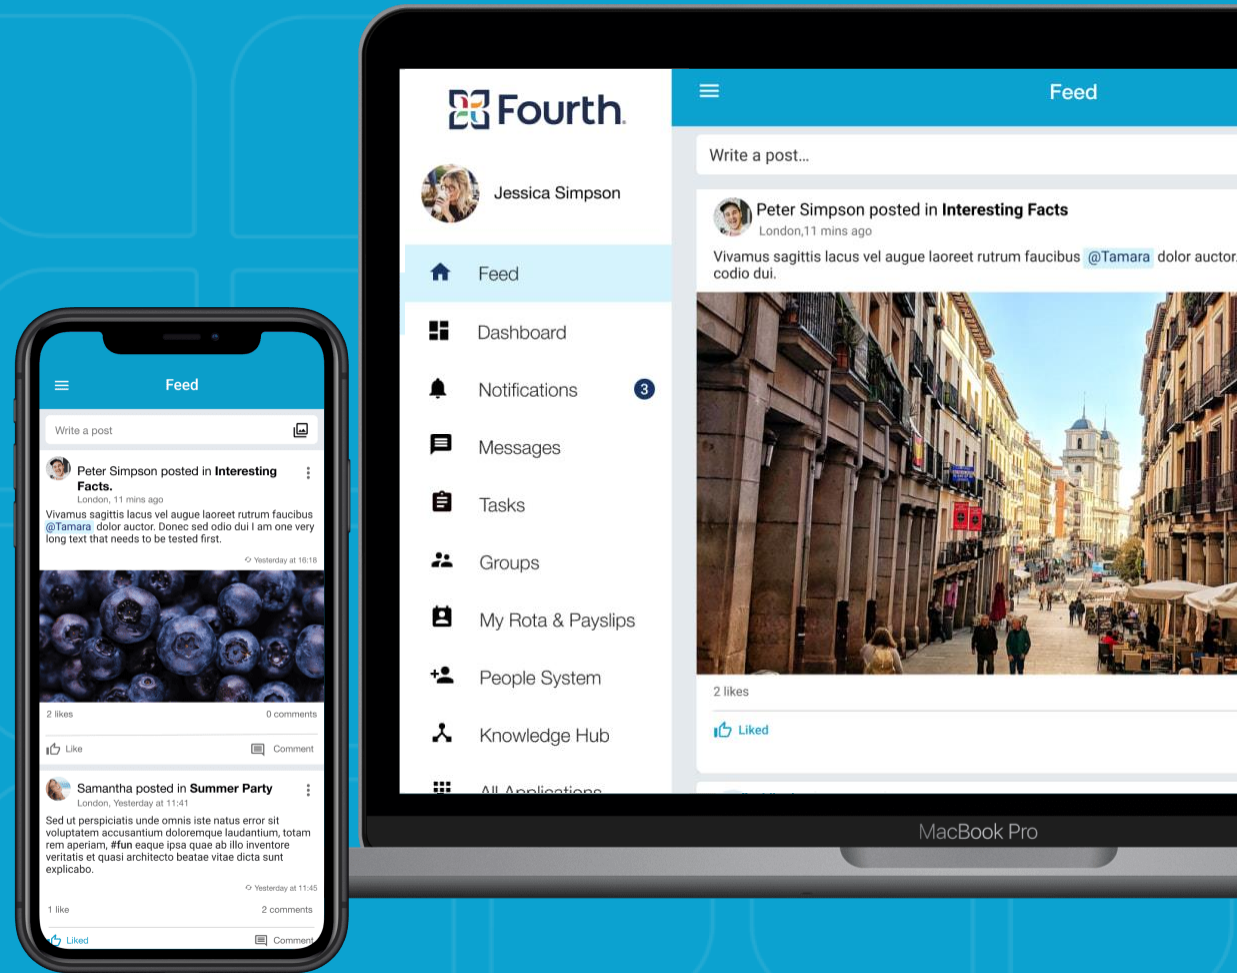 Feed
Write a post
Peter Simpson posted in Interesting
Facts.
London, 11 mins ago
Vivamus sagittis lacus vel augue laoreet rutrum faucibus
@Tamara dolor auctor. Donec sed odio dui I am one very
long text that needs to be tested first.
Yesterday at 16:18
2 likes
0 comments
Like
Comment
Samantha posted in Summer Party
London, Yesterday at 11:41
Sed ut perspiciatis unde omnis iste natus error sit
voluptatem accusantium doloremque laudantium, totam
rem aperiam, #fun eaque ipsa quae ab illo inventore
veritatis et quasi architecto beatae vitae dicta sunt
explicabo.
Yesterday at 11:45
1 like
2 comments
Liked
Comment
Fourth.
Jessica Simpson
Feed
Dashboard
Notifications 3
Messages
Tasks
Groups
My Rota & Payslips
People System
Knowledge Hub
All Applications
Feed
Write a post...
Peter Simpson posted in Interesting Facts
London,11 mins ago
Vivamus sagittis lacus vel augue laoreet rutrum faucibus @Tamara dolor auctor.
codio dui.
2 likes
Liked
MacBook Pro